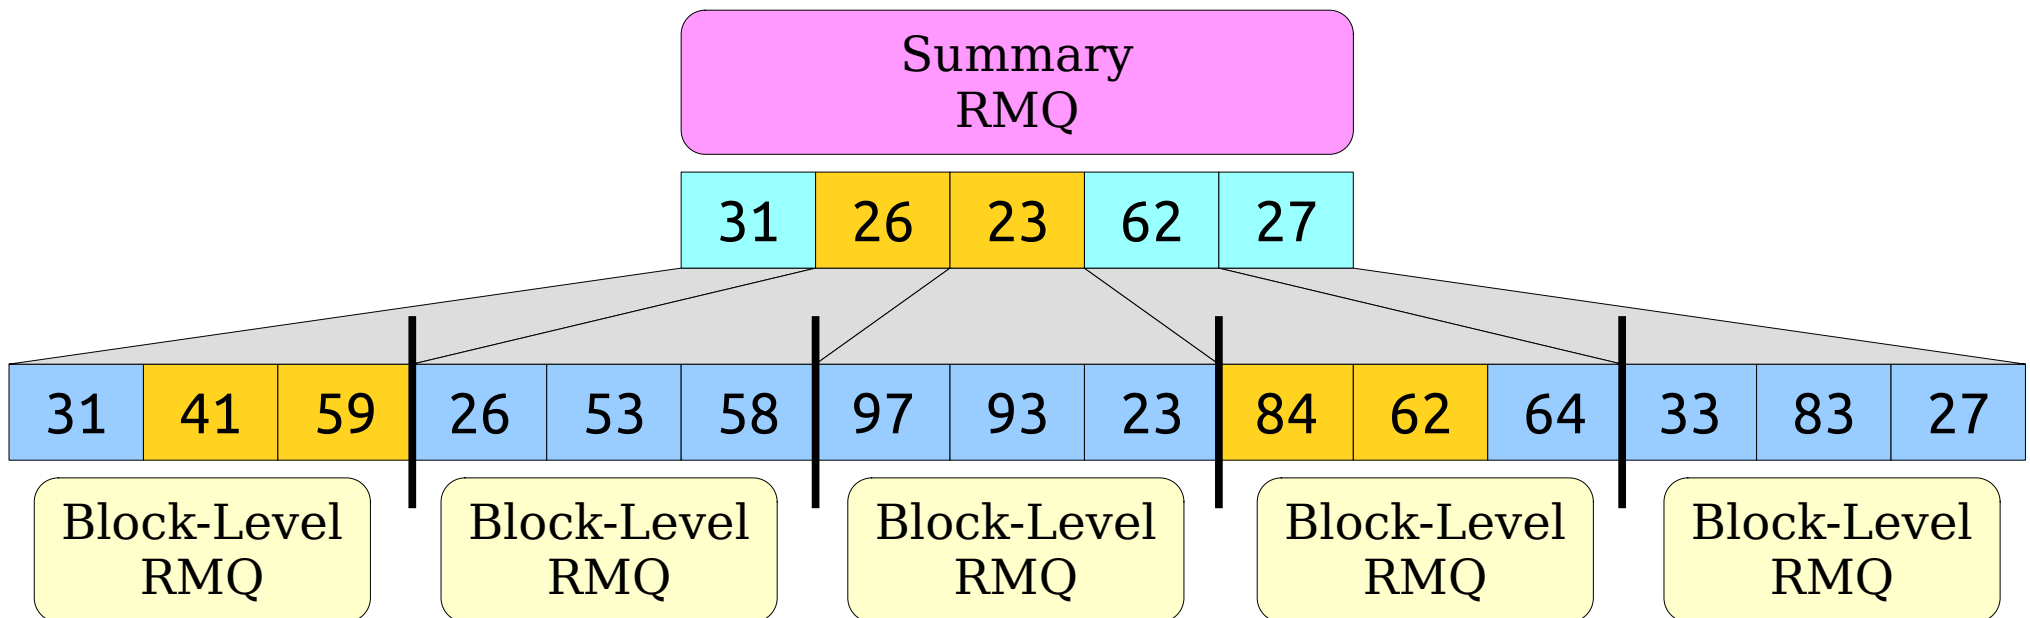 Summary
RMQ
31 26 23 62 27
31 41 59 26 53 58 97 93 23 84 62 64 33 83 27
Block-Level Block-Level Block-Level Block-Level Block-Level
RMQ RMQ RMQ RMQ RMQ